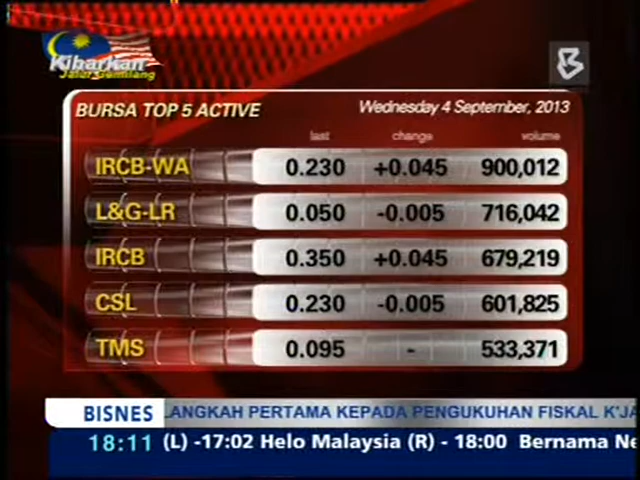 Kibarkan
Jalur Gemilang
BURSA TOP 5 ACTIVE
Wednesday 4 September, 2013
last change volume
IRCB-WA 0.230 +0.045 900,012
L&G-LR 0.050 -0.005 716,042
IRCB 0.350 +0.045 679,219
CSL 0.230 -0.005 601,825
TMS 0.095 - 533,371
BISNES LANGKAH PERTAMA KEPADA PENGUKUHAN FISKAL K'JA
18:11 (L) -17:02 Helo Malaysia (R) - 18:00 Bernama Ne